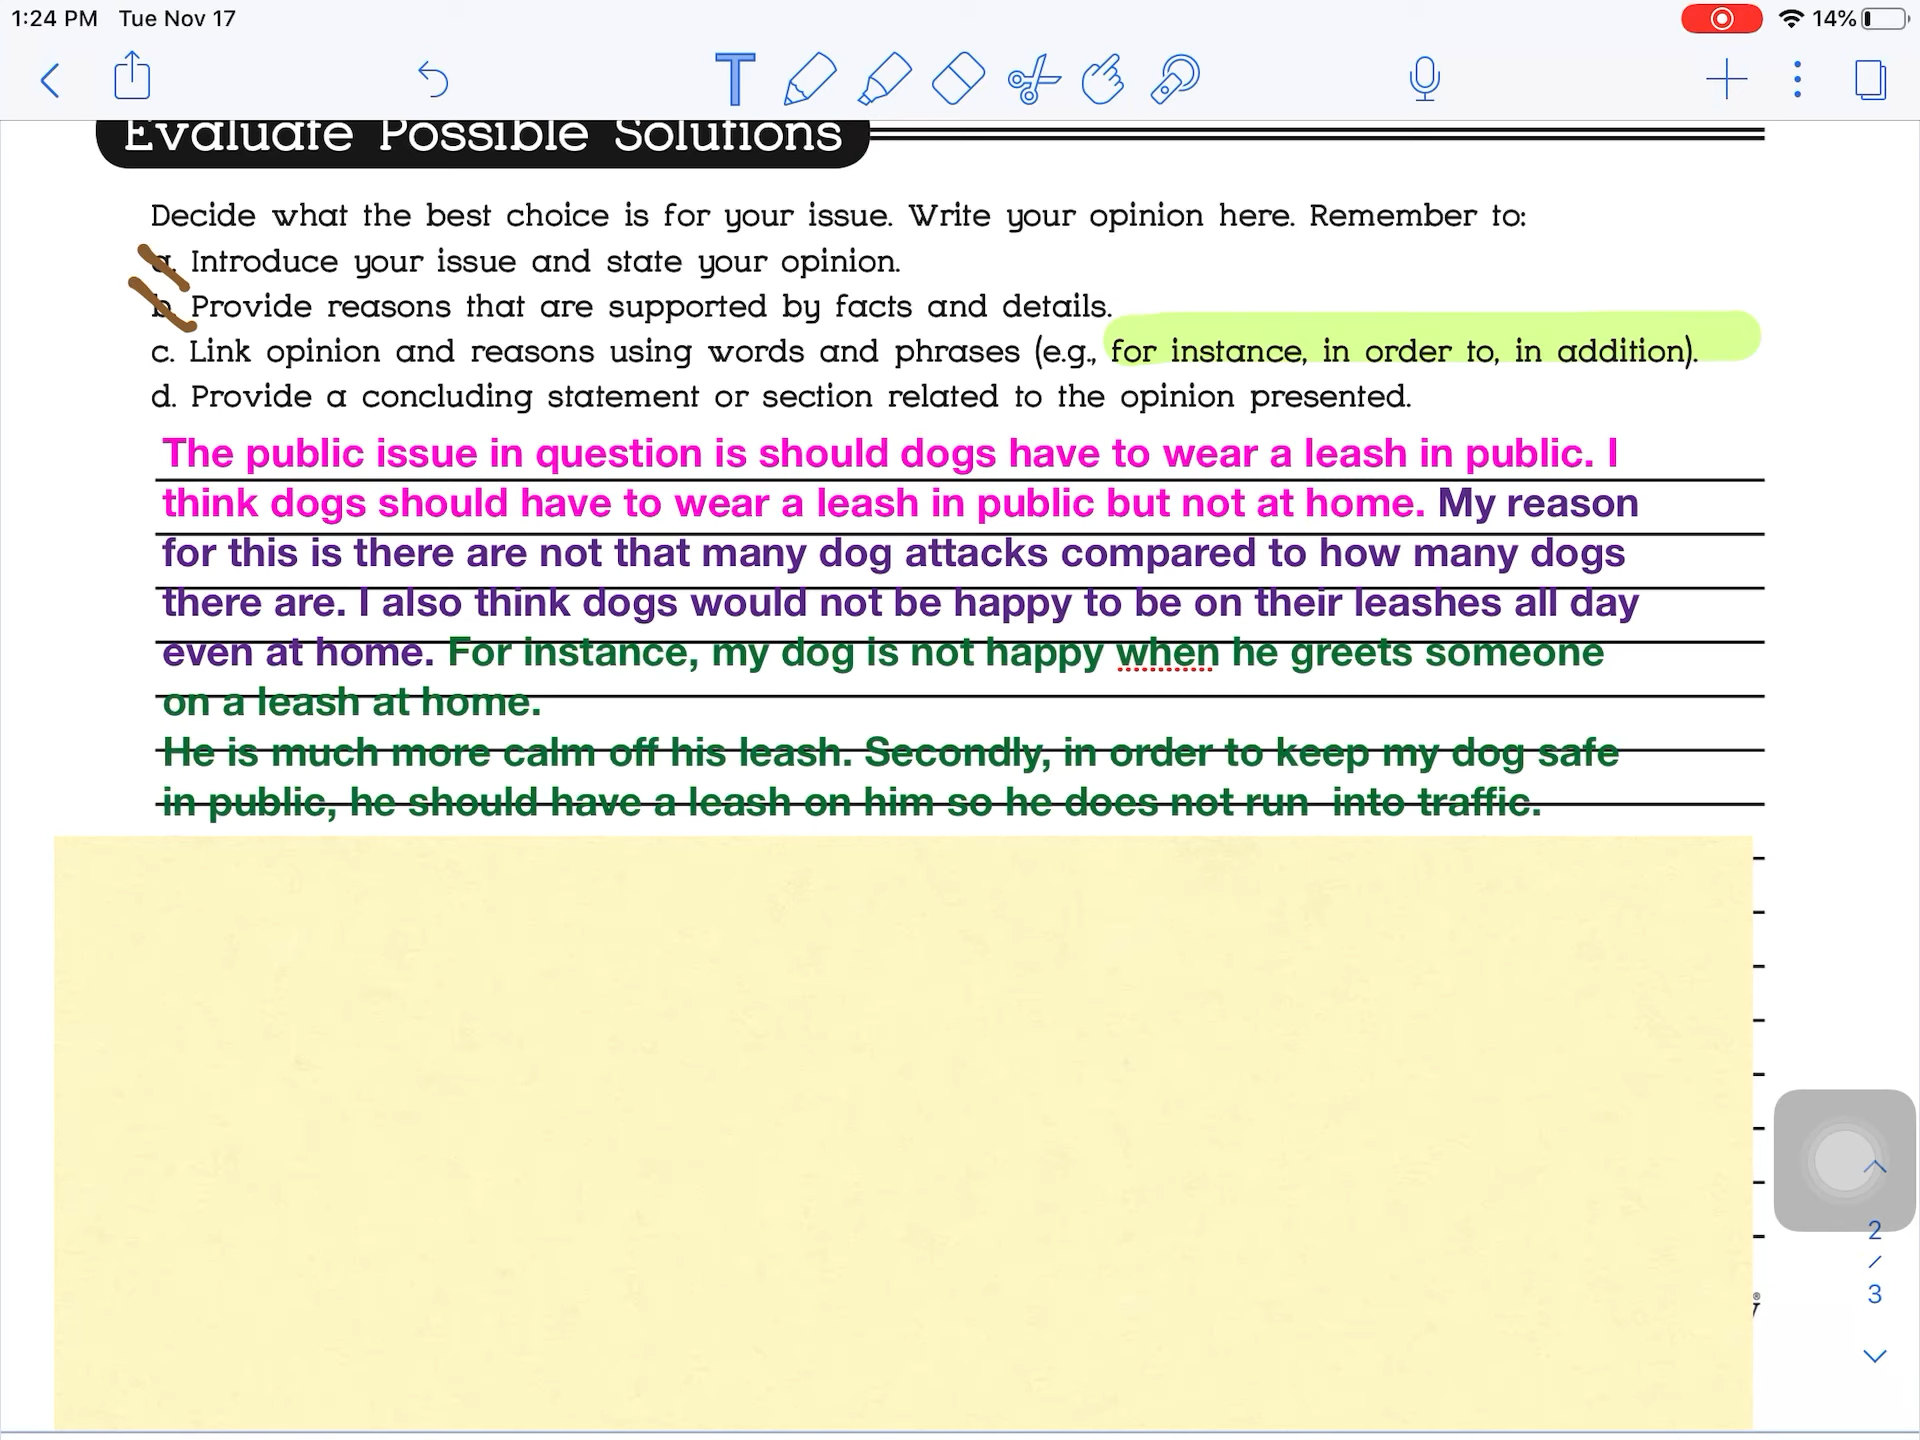 1:24 PM Tue Nov 17
14%
Evaluate Possible Solutions
Decide what the best choice is for your issue. Write your opinion here. Remember to:
a. Introduce your issue and state your opinion.
b. Provide reasons that are supported by facts and details.
c. Link opinion and reasons using words and phrases (e.g., for instance, in order to, in addition).
d. Provide a concluding statement or section related to the opinion presented.
The public issue in question is should dogs have to wear a leash in public. I
think dogs should have to wear a leash in public but not at home. My reason
for this is there are not that many dog attacks compared to how many dogs
there are. I also think dogs would not be happy to be on their leashes all day
even at home. For instance, my dog is not happy when he greets someone
on a leash at home.
He is much more calm off his leash. Secondly, in order to keep my dog safe
in public, he should have a leash on him so he does not run into traffic.
2
/
3